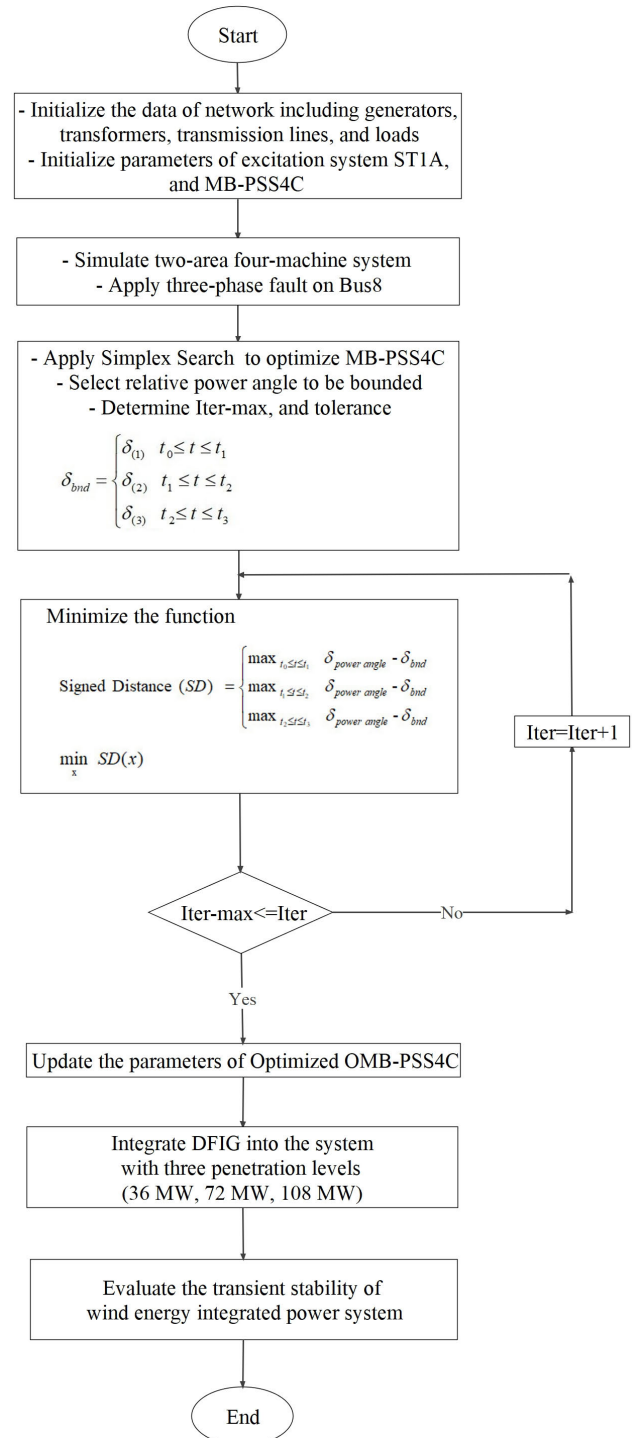 Start
- Initialize the data of network including generators,
transformers, transmission lines, and loads
- Initialize parameters of excitation system ST1A,
and MB-PSS4C
- Simulate two-area four-machine system
- Apply three-phase fault on Bus8
- Apply Simplex Search to optimize MB-PSS4C
- Select relative power angle to be bounded
- Determine Iter-max, and tolerance
δ_bnd = { δ_(1) t_0 ≤ t ≤ t_1
δ_(2) t_1 ≤ t ≤ t_2
δ_(3) t_2 ≤ t ≤ t_3
Minimize the function
Signed Distance (SD) = { max_{t_0≤t≤t_1} δ_{power angle} - δ_bnd
max_{t_1≤t≤t_2} δ_{power angle} - δ_bnd
max_{t_2≤t≤t_3} δ_{power angle} - δ_bnd
min_x SD(x)
Iter=Iter+1
Iter-max<=Iter
No
Yes
Update the parameters of Optimized OMB-PSS4C
Integrate DFIG into the system
with three penetration levels
(36 MW, 72 MW, 108 MW)
Evaluate the transient stability of
wind energy integrated power system
End